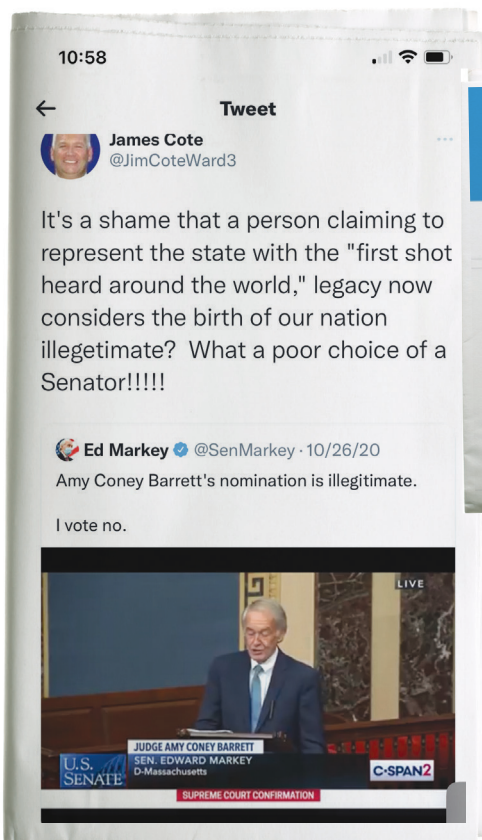 10:58
Tweet
James Cote
@JimCoteWard3
It's a shame that a person claiming to
represent the state with the "first shot
heard around the world," legacy now
considers the birth of our nation
illegetimate? What a poor choice of a
Senator!!!!!
Ed Markey @SenMarkey · 10/26/20
Amy Coney Barrett's nomination is illegitimate.
I vote no.
LIVE
JUDGE AMY CONEY BARRETT
U.S. SENATE
SEN. EDWARD MARKEY
D-Massachusetts
C-SPAN2
SUPREME COURT CONFIRMATION